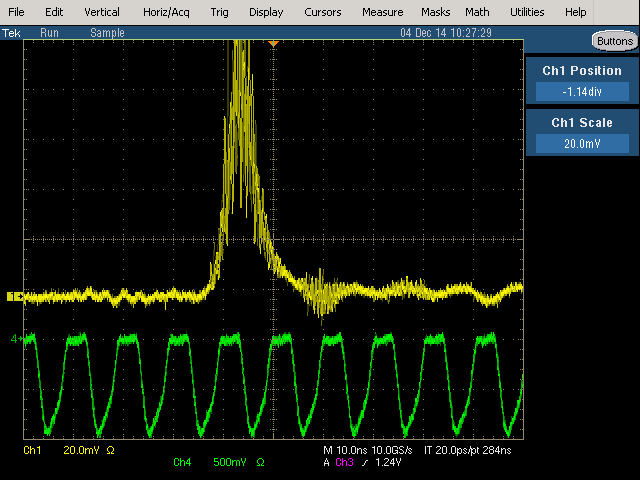 File Edit Vertical Horiz/Acq Trig Display Cursors Measure Masks Math Utilities Help
Tek Run Sample 04 Dec 14 10:27:29
Buttons
Ch1 Position
-1.14div
Ch1 Scale
20.0mV
1
4
Ch1 20.0mV Ω M 10.0ns 10.0GS/s IT 20.0ps/pt 284ns
Ch4 500mV Ω A Ch3 ∕ 1.24V